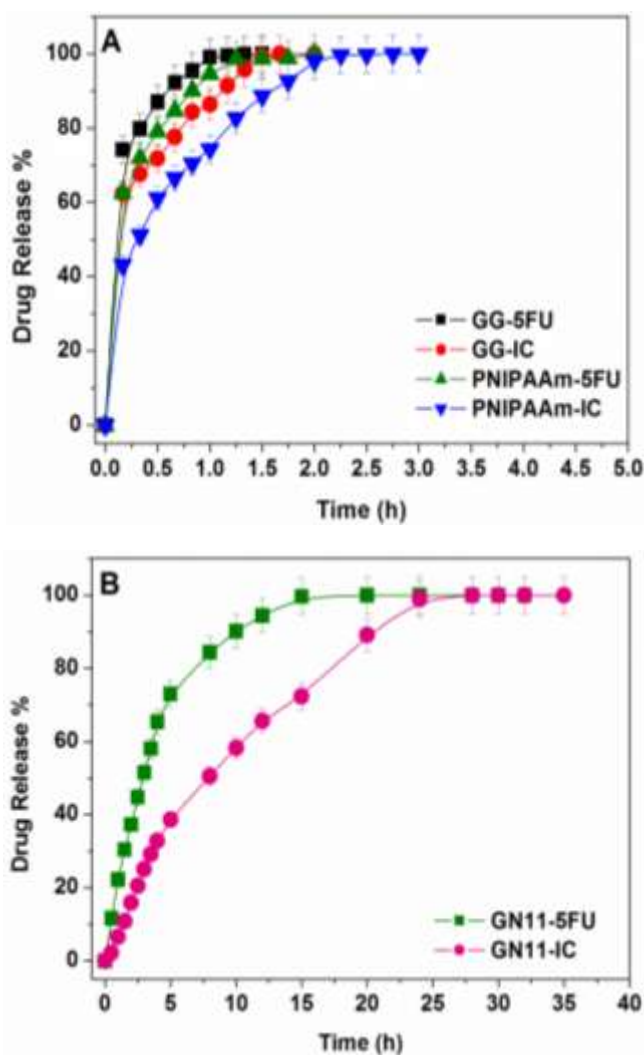 A
100
80
60
40
20
0
Drug Release %
GG-5FU
GG-IC
PNIPAAm-5FU
PNIPAAm-IC
0.0 0.5 1.0 1.5 2.0 2.5 3.0 3.5 4.0 4.5 5.0
Time (h)
B
100
80
60
40
20
0
Drug Release %
GN11-5FU
GN11-IC
0 5 10 15 20 25 30 35 40
Time (h)